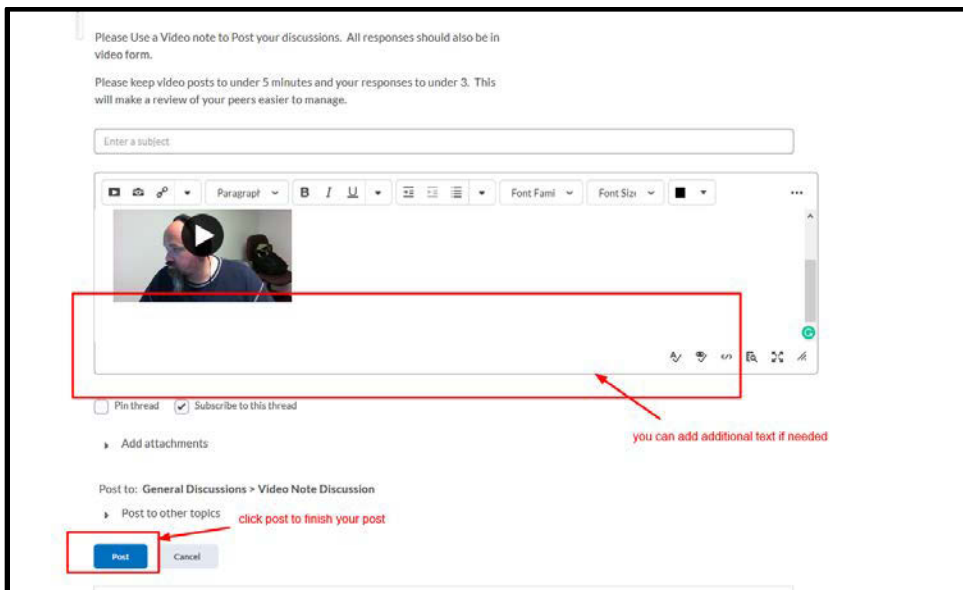 Please Use a Video note to Post your discussions. All responses should also be in
video form.
Please keep video posts to under 5 minutes and your responses to under 3. This
will make a review of your peers easier to manage.
Enter a subject
Paragraph B I U Font Fami Font Siz
you can add additional text if needed
Pin thread Subscribe to this thread
Add attachments
Post to: General Discussions > Video Note Discussion
Post to other topics
click post to finish your post
Post Cancel